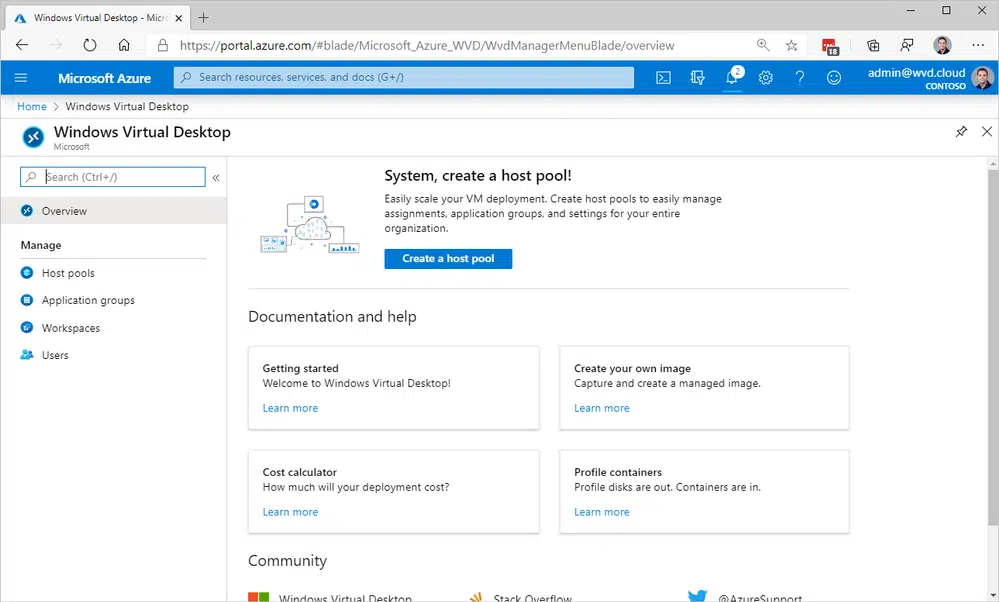 Windows Virtual Desktop - Micro
https://portal.azure.com/#blade/Microsoft_Azure_WVD/WvdManagerMenuBlade/overview
18
Microsoft Azure
Search resources, services, and docs (G+/)
2
admin@wvd.cloud
CONTOSO
Home > Windows Virtual Desktop
Windows Virtual Desktop
Microsoft
Search (Ctrl+/)
Overview
Manage
Host pools
Application groups
Workspaces
Users
System, create a host pool!
Easily scale your VM deployment. Create host pools to easily manage
assignments, application groups, and settings for your entire
organization.
Create a host pool
Documentation and help
Getting started
Welcome to Windows Virtual Desktop!
Learn more
Create your own image
Capture and create a managed image.
Learn more
Cost calculator
How much will your deployment cost?
Learn more
Profile containers
Profile disks are out. Containers are in.
Learn more
Community
Windows Virtual Desktop
Stack Overflow
@AzureSupport